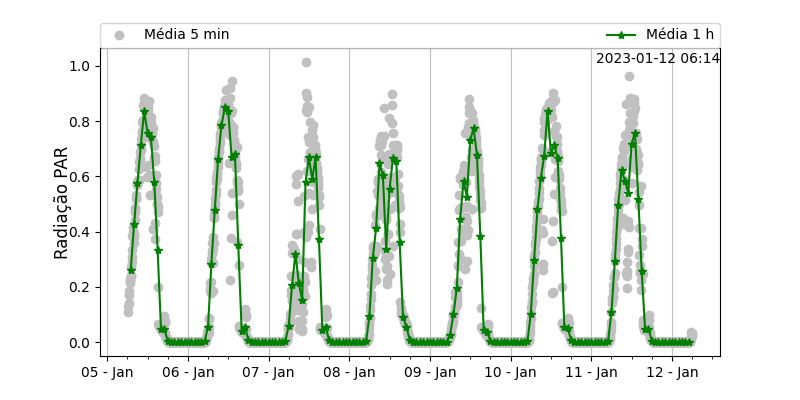 Média 5 min
Média 1 h
2023-01-12 06:14
Radiação PAR
1.0
0.8
0.6
0.4
0.2
0.0
05 - Jan
06 - Jan
07 - Jan
08 - Jan
09 - Jan
10 - Jan
11 - Jan
12 - Jan